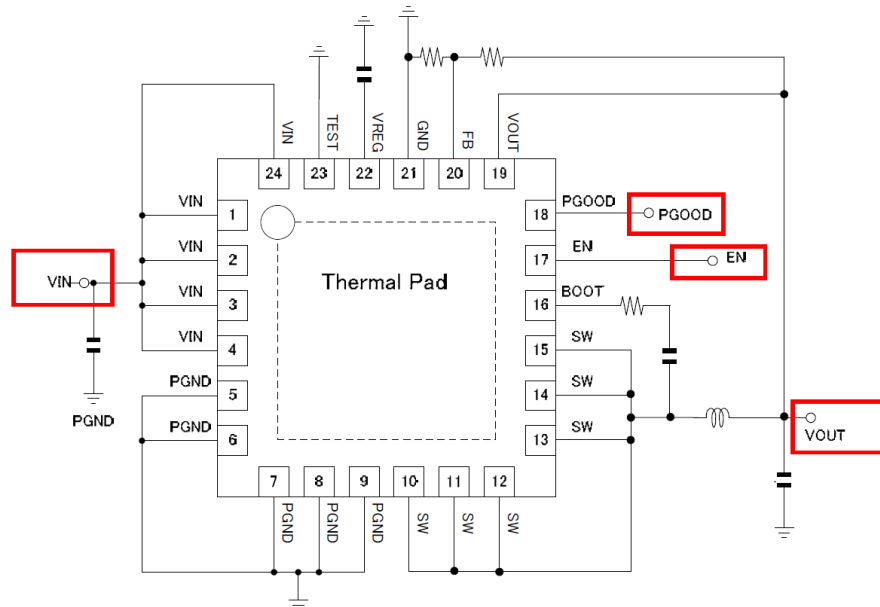 VIN
TEST
VREG
GND
FB
VOUT
24
23
22
21
20
19
VIN
1
VIN
2
VIN
3
VIN
4
PGND
5
PGND
6
VIN
PGND
Thermal Pad
PGOOD
18
PGOOD
EN
17
EN
BOOT
16
SW
15
SW
14
SW
13
VOUT
7
8
9
10
11
12
PGND
PGND
PGND
SW
SW
SW